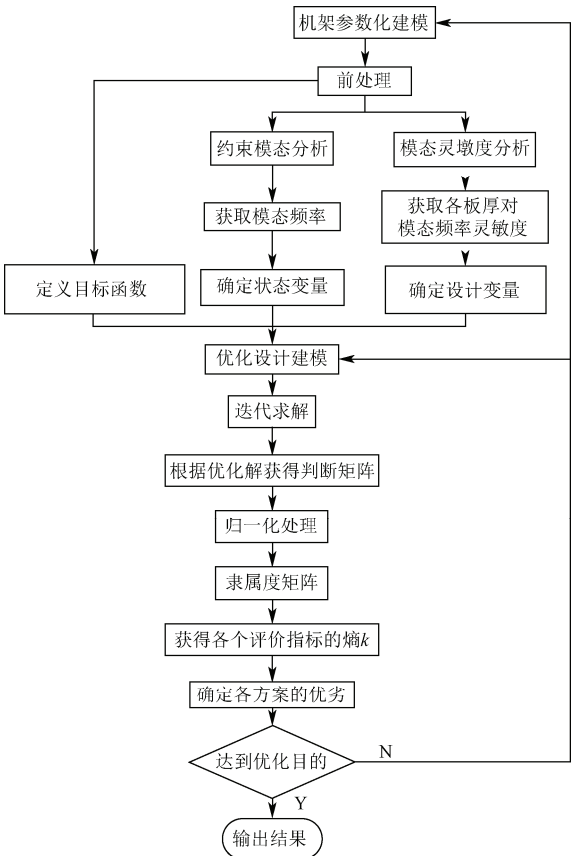 机架参数化建模
前处理
约束模态分析
模态灵墩度分析
获取模态频率
获取各板厚对
模态频率灵敏度
定义目标函数
确定状态变量
确定设计变量
优化设计建模
迭代求解
根据优化解获得判断矩阵
归一化处理
隶属度矩阵
获得各个评价指标的熵k
确定各方案的优劣
达到优化目的
N
Y
输出结果